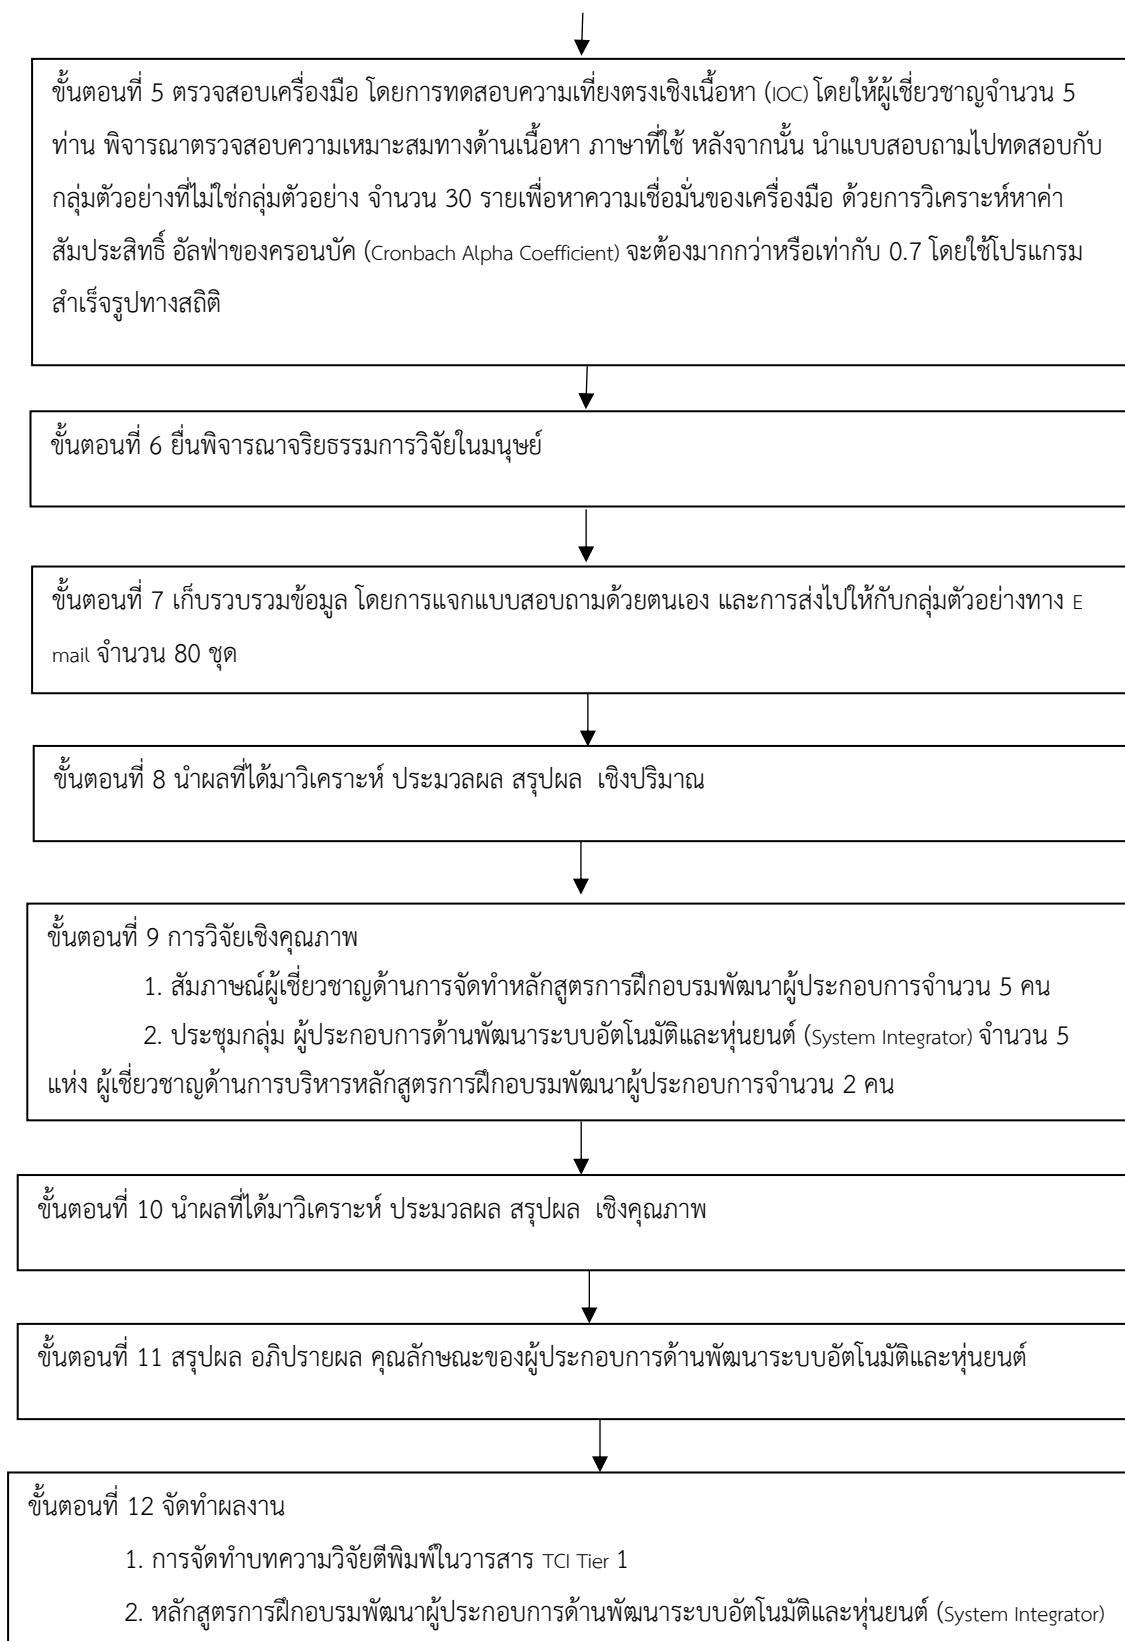 ขั้นตอนที่ 5 ตรวจสอบเครื่องมือ โดยการทดสอบความเที่ยงตรงเชิงเนื้อหา (IOC) โดยให้ผู้เชี่ยวชาญจำนวน 5
ท่าน พิจารณาตรวจสอบความเหมาะสมทางด้านเนื้อหา ภาษาที่ใช้ หลังจากนั้น นำแบบสอบถามไปทดสอบกับ
กลุ่มตัวอย่างที่ไม่ใช่กลุ่มตัวอย่าง จำนวน 30 รายเพื่อหาความเชื่อมั่นของเครื่องมือ ด้วยการวิเคราะห์หาค่า
สัมประสิทธิ์ อัลฟ่าของครอนบัค (Cronbach Alpha Coefficient) จะต้องมากกว่าหรือเท่ากับ 0.7 โดยใช้โปรแกรม
สำเร็จรูปทางสถิติ
ขั้นตอนที่ 6 ยื่นพิจารณาจริยธรรมการวิจัยในมนุษย์
ขั้นตอนที่ 7 เก็บรวบรวมข้อมูล โดยการแจกแบบสอบถามด้วยตนเอง และการส่งไปให้กับกลุ่มตัวอย่างทาง E
mail จำนวน 80 ชุด
ขั้นตอนที่ 8 นำผลที่ได้มาวิเคราะห์ ประมวลผล สรุปผล เชิงปริมาณ
ขั้นตอนที่ 9 การวิจัยเชิงคุณภาพ
1. สัมภาษณ์ผู้เชี่ยวชาญด้านการจัดทำหลักสูตรการฝึกอบรมพัฒนาผู้ประกอบการจำนวน 5 คน
2. ประชุมกลุ่ม ผู้ประกอบการด้านพัฒนาระบบอัตโนมัติและหุ่นยนต์ (System Integrator) จำนวน 5
แห่ง ผู้เชี่ยวชาญด้านการบริหารหลักสูตรการฝึกอบรมพัฒนาผู้ประกอบการจำนวน 2 คน
ขั้นตอนที่ 10 นำผลที่ได้มาวิเคราะห์ ประมวลผล สรุปผล เชิงคุณภาพ
ขั้นตอนที่ 11 สรุปผล อภิปรายผล คุณลักษณะของผู้ประกอบการด้านพัฒนาระบบอัตโนมัติและหุ่นยนต์
ขั้นตอนที่ 12 จัดทำผลงาน
1. การจัดทำบทความวิจัยตีพิมพ์ในวารสาร TCI Tier 1
2. หลักสูตรการฝึกอบรมพัฒนาผู้ประกอบการด้านพัฒนาระบบอัตโนมัติและหุ่นยนต์ (System Integrator)